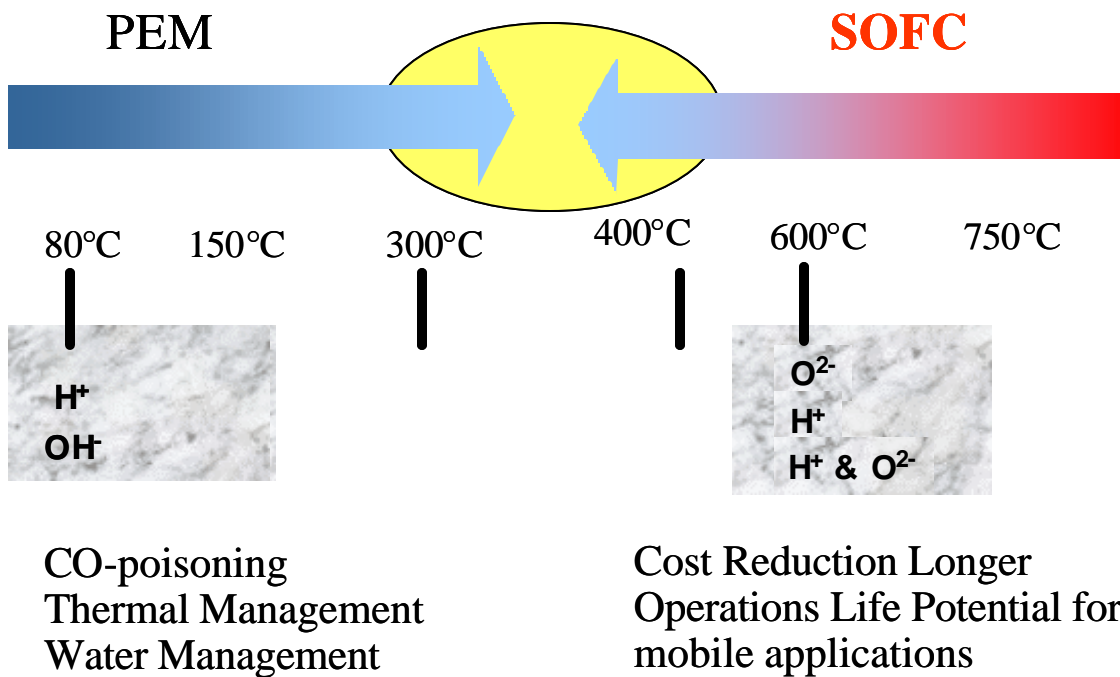 PEM
SOFC
80°C 150°C 300°C 400°C 600°C 750°C
H⁺
OH⁻
O²⁻
H⁺
H⁺ & O²⁻
CO-poisoning
Thermal Management
Water Management
Cost Reduction Longer
Operations Life Potential for
mobile applications